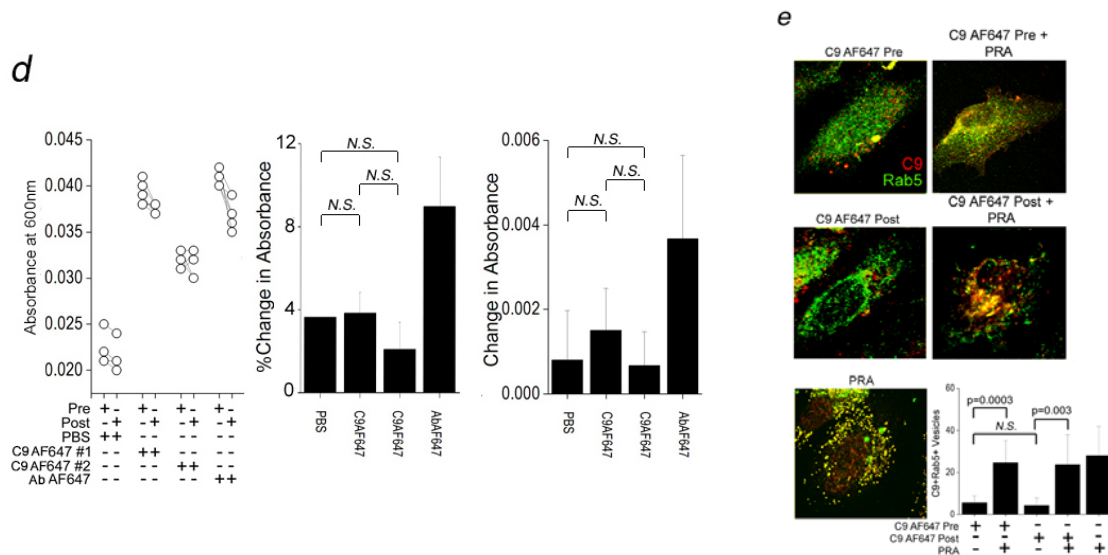 d
Absorbance at 600nm
0.045
0.040
0.035
0.030
0.025
0.020
Pre + - + - + - + -
Post - + - + - + - +
PBS + + - - - - - -
C9 AF647 #1 - - + + - - - -
C9 AF647 #2 - - - - + + - -
Ab AF647 - - - - - - + +
%Change in Absorbance
12
8
4
0
N.S.
N.S.
N.S.
PBS
C9AF647
C9AF647
AbAF647
Change in Absorbance
0.006
0.004
0.002
0.000
N.S.
N.S.
N.S.
PBS
C9AF647
C9AF647
AbAF647
e
C9 AF647 Pre
C9 AF647 Pre +
PRA
C9
Rab5
C9 AF647 Post
C9 AF647 Post +
PRA
PRA
C9+Rab5+ Vesicles
60
40
20
0
p=0.0003
p=0.003
N.S.
C9 AF647 Pre + + - - -
C9 AF647 Post - - + + -
PRA - + - + +